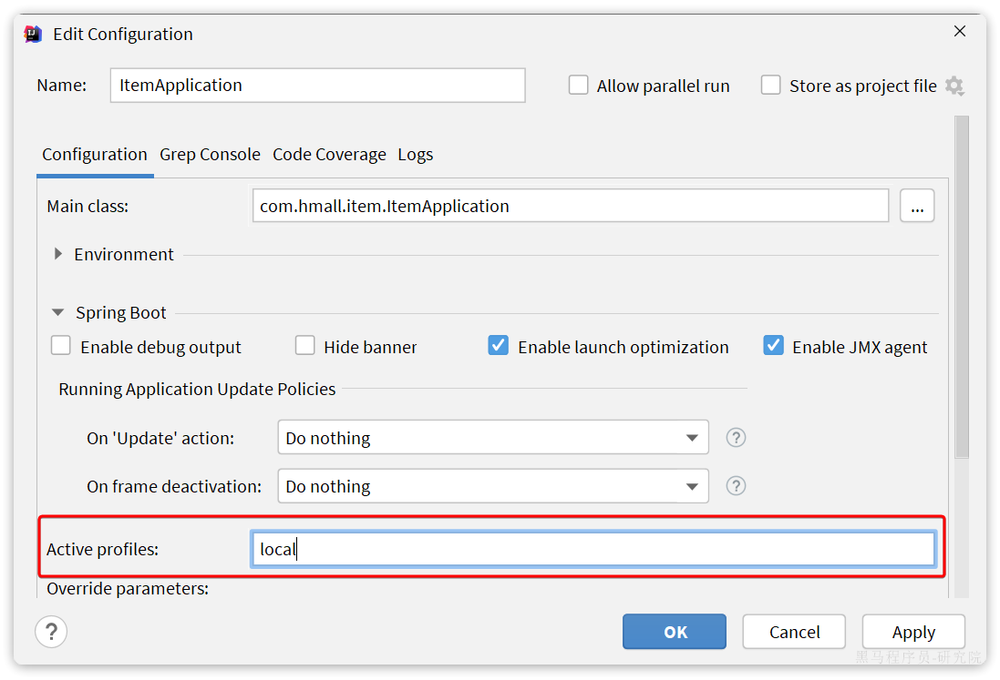 Edit Configuration
Name: ItemApplication Allow parallel run Store as project file
Configuration Grep Console Code Coverage Logs
Main class: com.hmall.item.ItemApplication ...
Environment
Spring Boot
Enable debug output Hide banner Enable launch optimization Enable JMX agent
Running Application Update Policies
On 'Update' action: Do nothing ?
On frame deactivation: Do nothing ?
Active profiles: local
Override parameters:
? OK Cancel Apply
黑马程序员-研究院